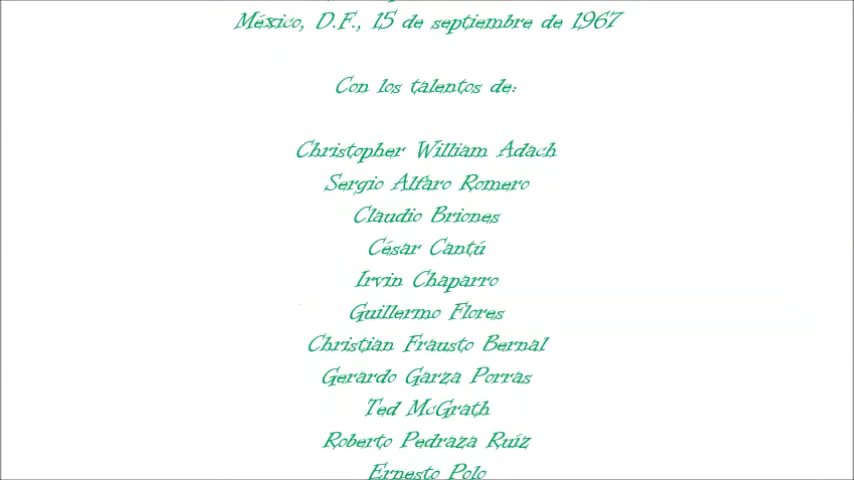 México, D.F., 15 de septiembre de 1967
Con los talentos de:
Christopher William Adach
Sergio Alfaro Romero
Claudio Briones
César Cantú
Irvin Chaparro
Guillermo Flores
Christian Frausto Bernal
Gerardo Garza Porras
Ted McGrath
Roberto Pedraza Ruíz
Ernesto Polo